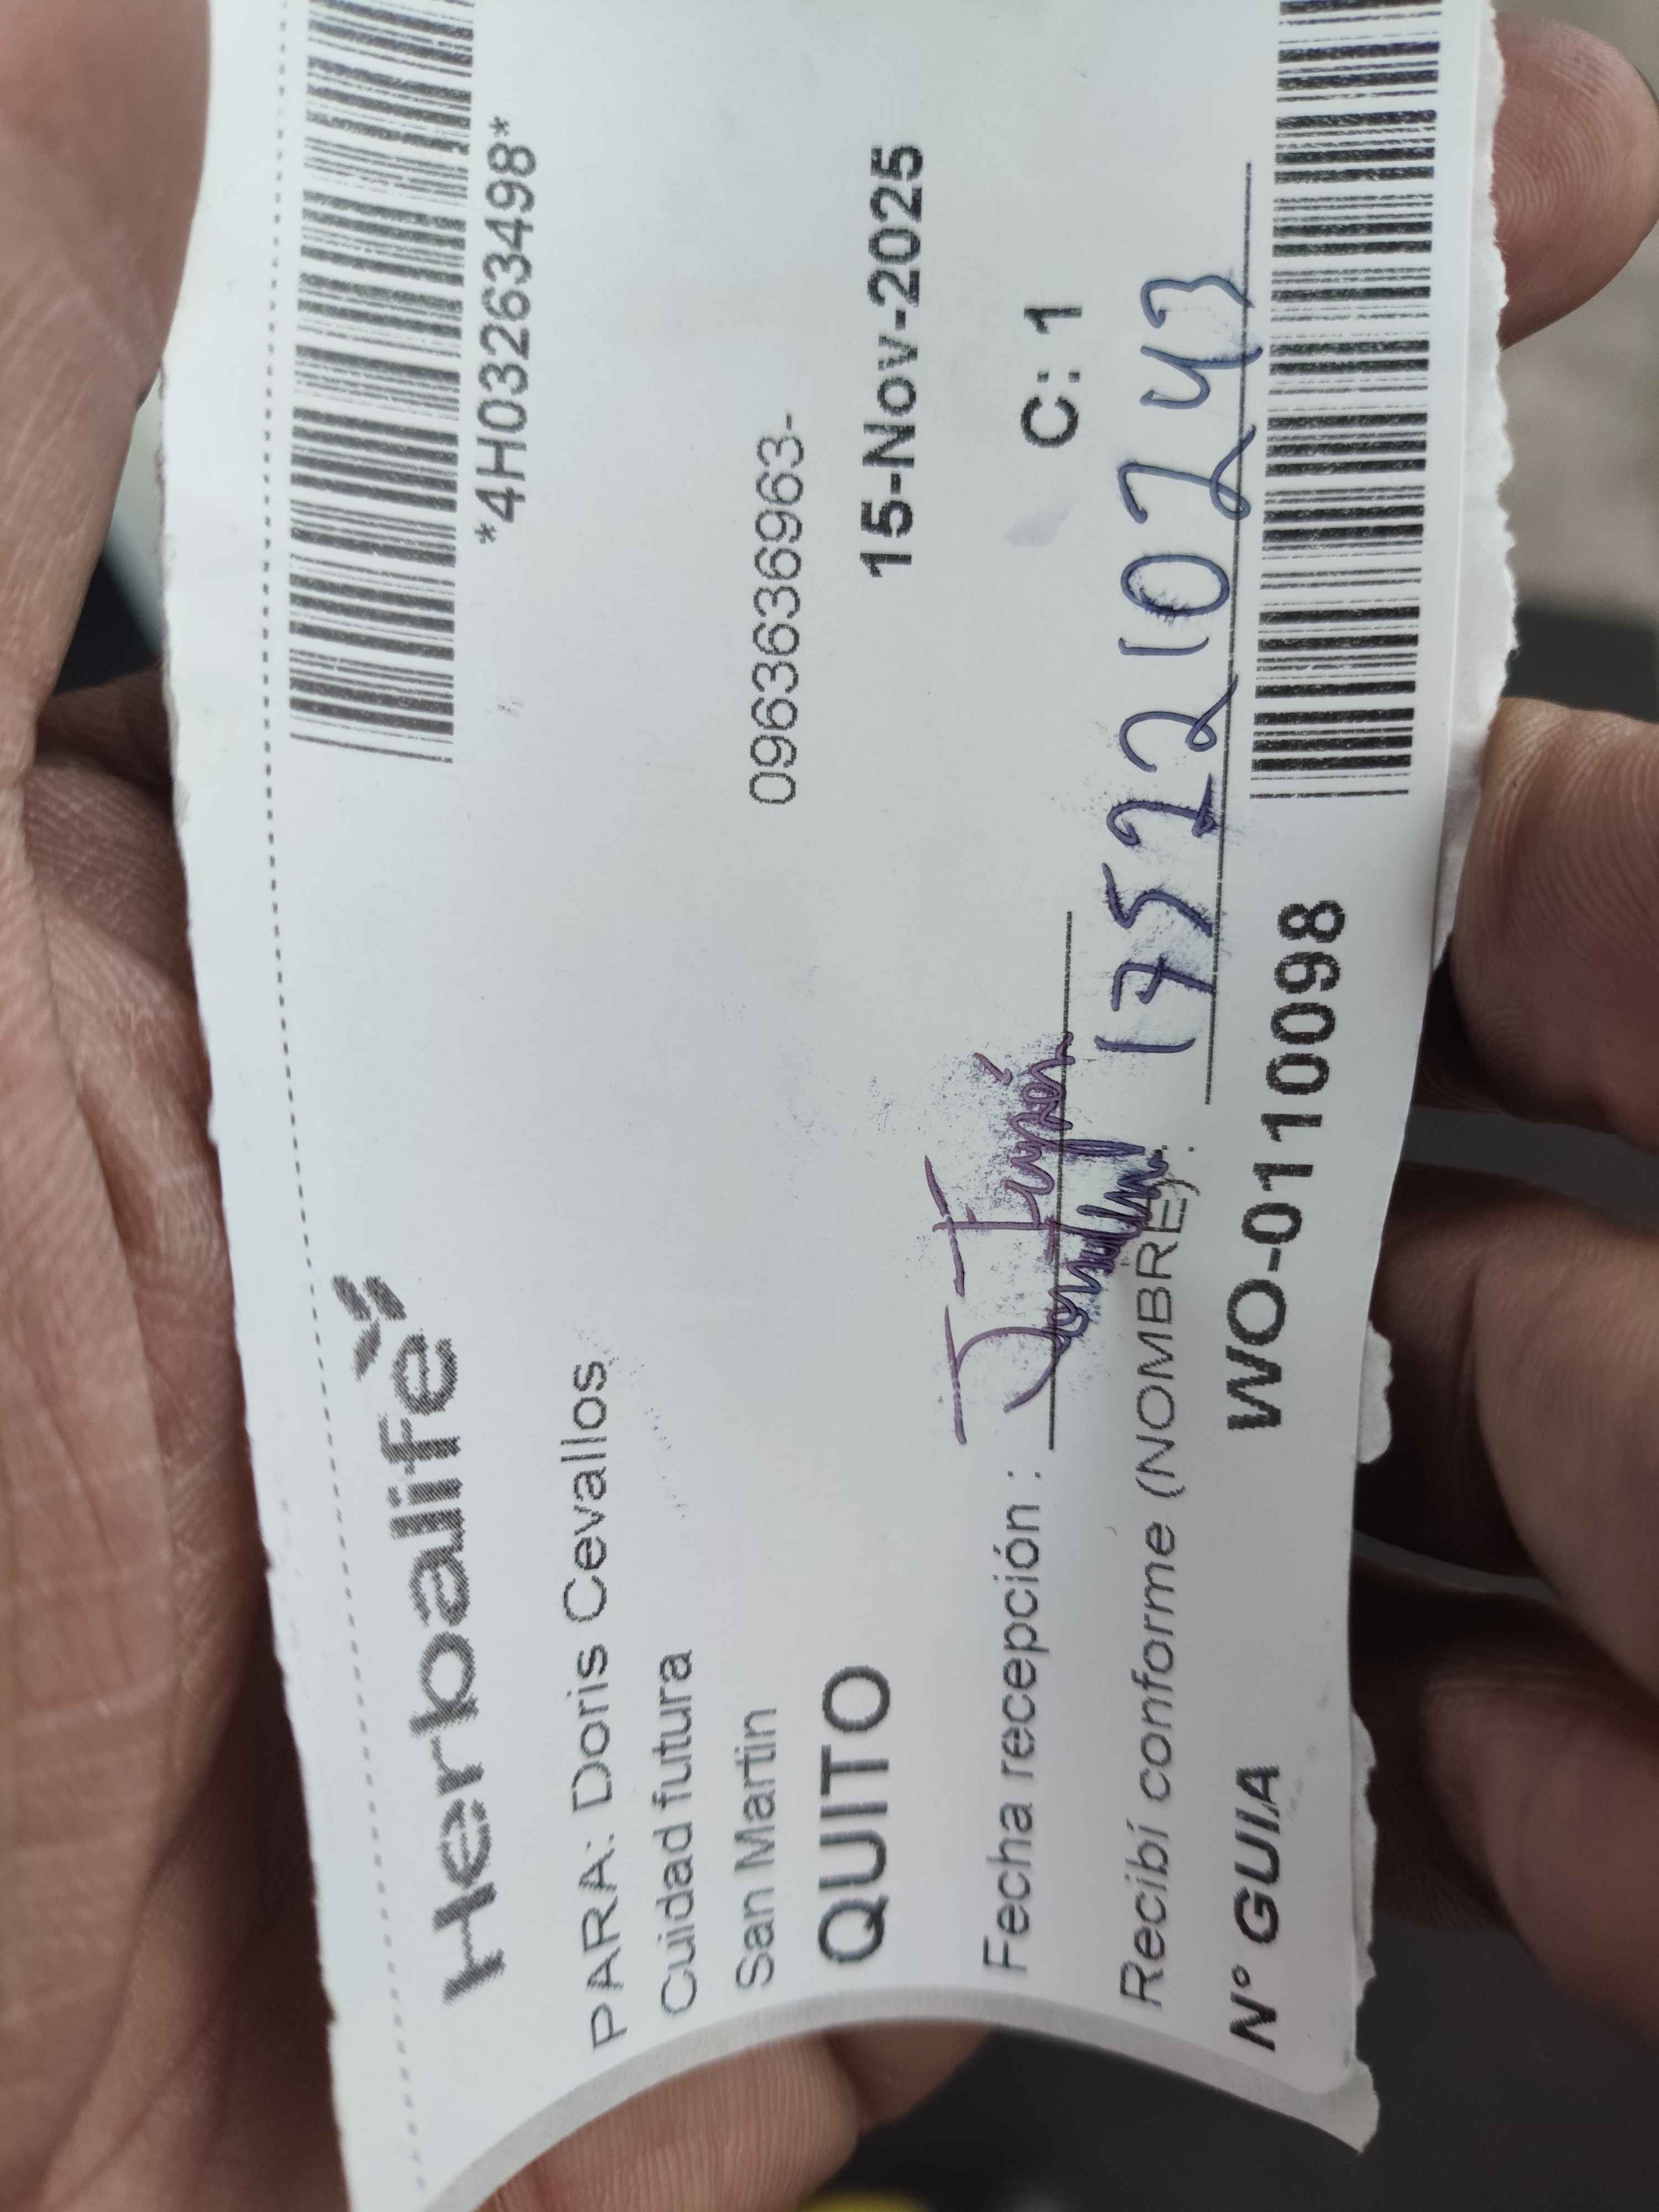 Herbalife
*4H03263498*
PARA: Doris Cevallos
Cuidad futura
San Martin
0963636963-
QUITO
15-Nov-2025
Fecha recepción :
C: 1
Recibí conforme (NOMBRE) :
1752210243
N° GUIA WO-0110098